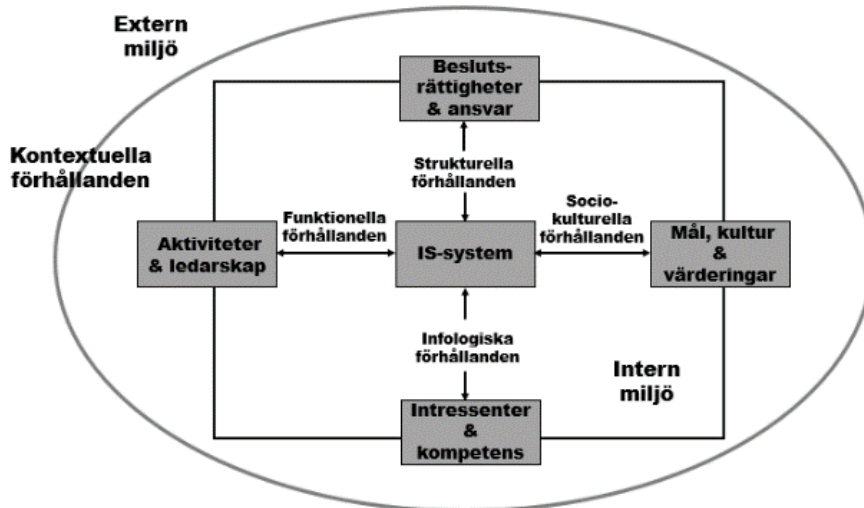 Extern
miljö
Besluts-
rättigheter
& ansvar
Kontextuella
förhållanden
Strukturella
förhållanden
Funktionella
förhållanden
Socio-
kulturella
förhållanden
Aktiviteter
& ledarskap
IS-system
Mål, kultur
&
värderingar
Infologiska
förhållanden
Intern
miljö
Intressenter
&
kompetens